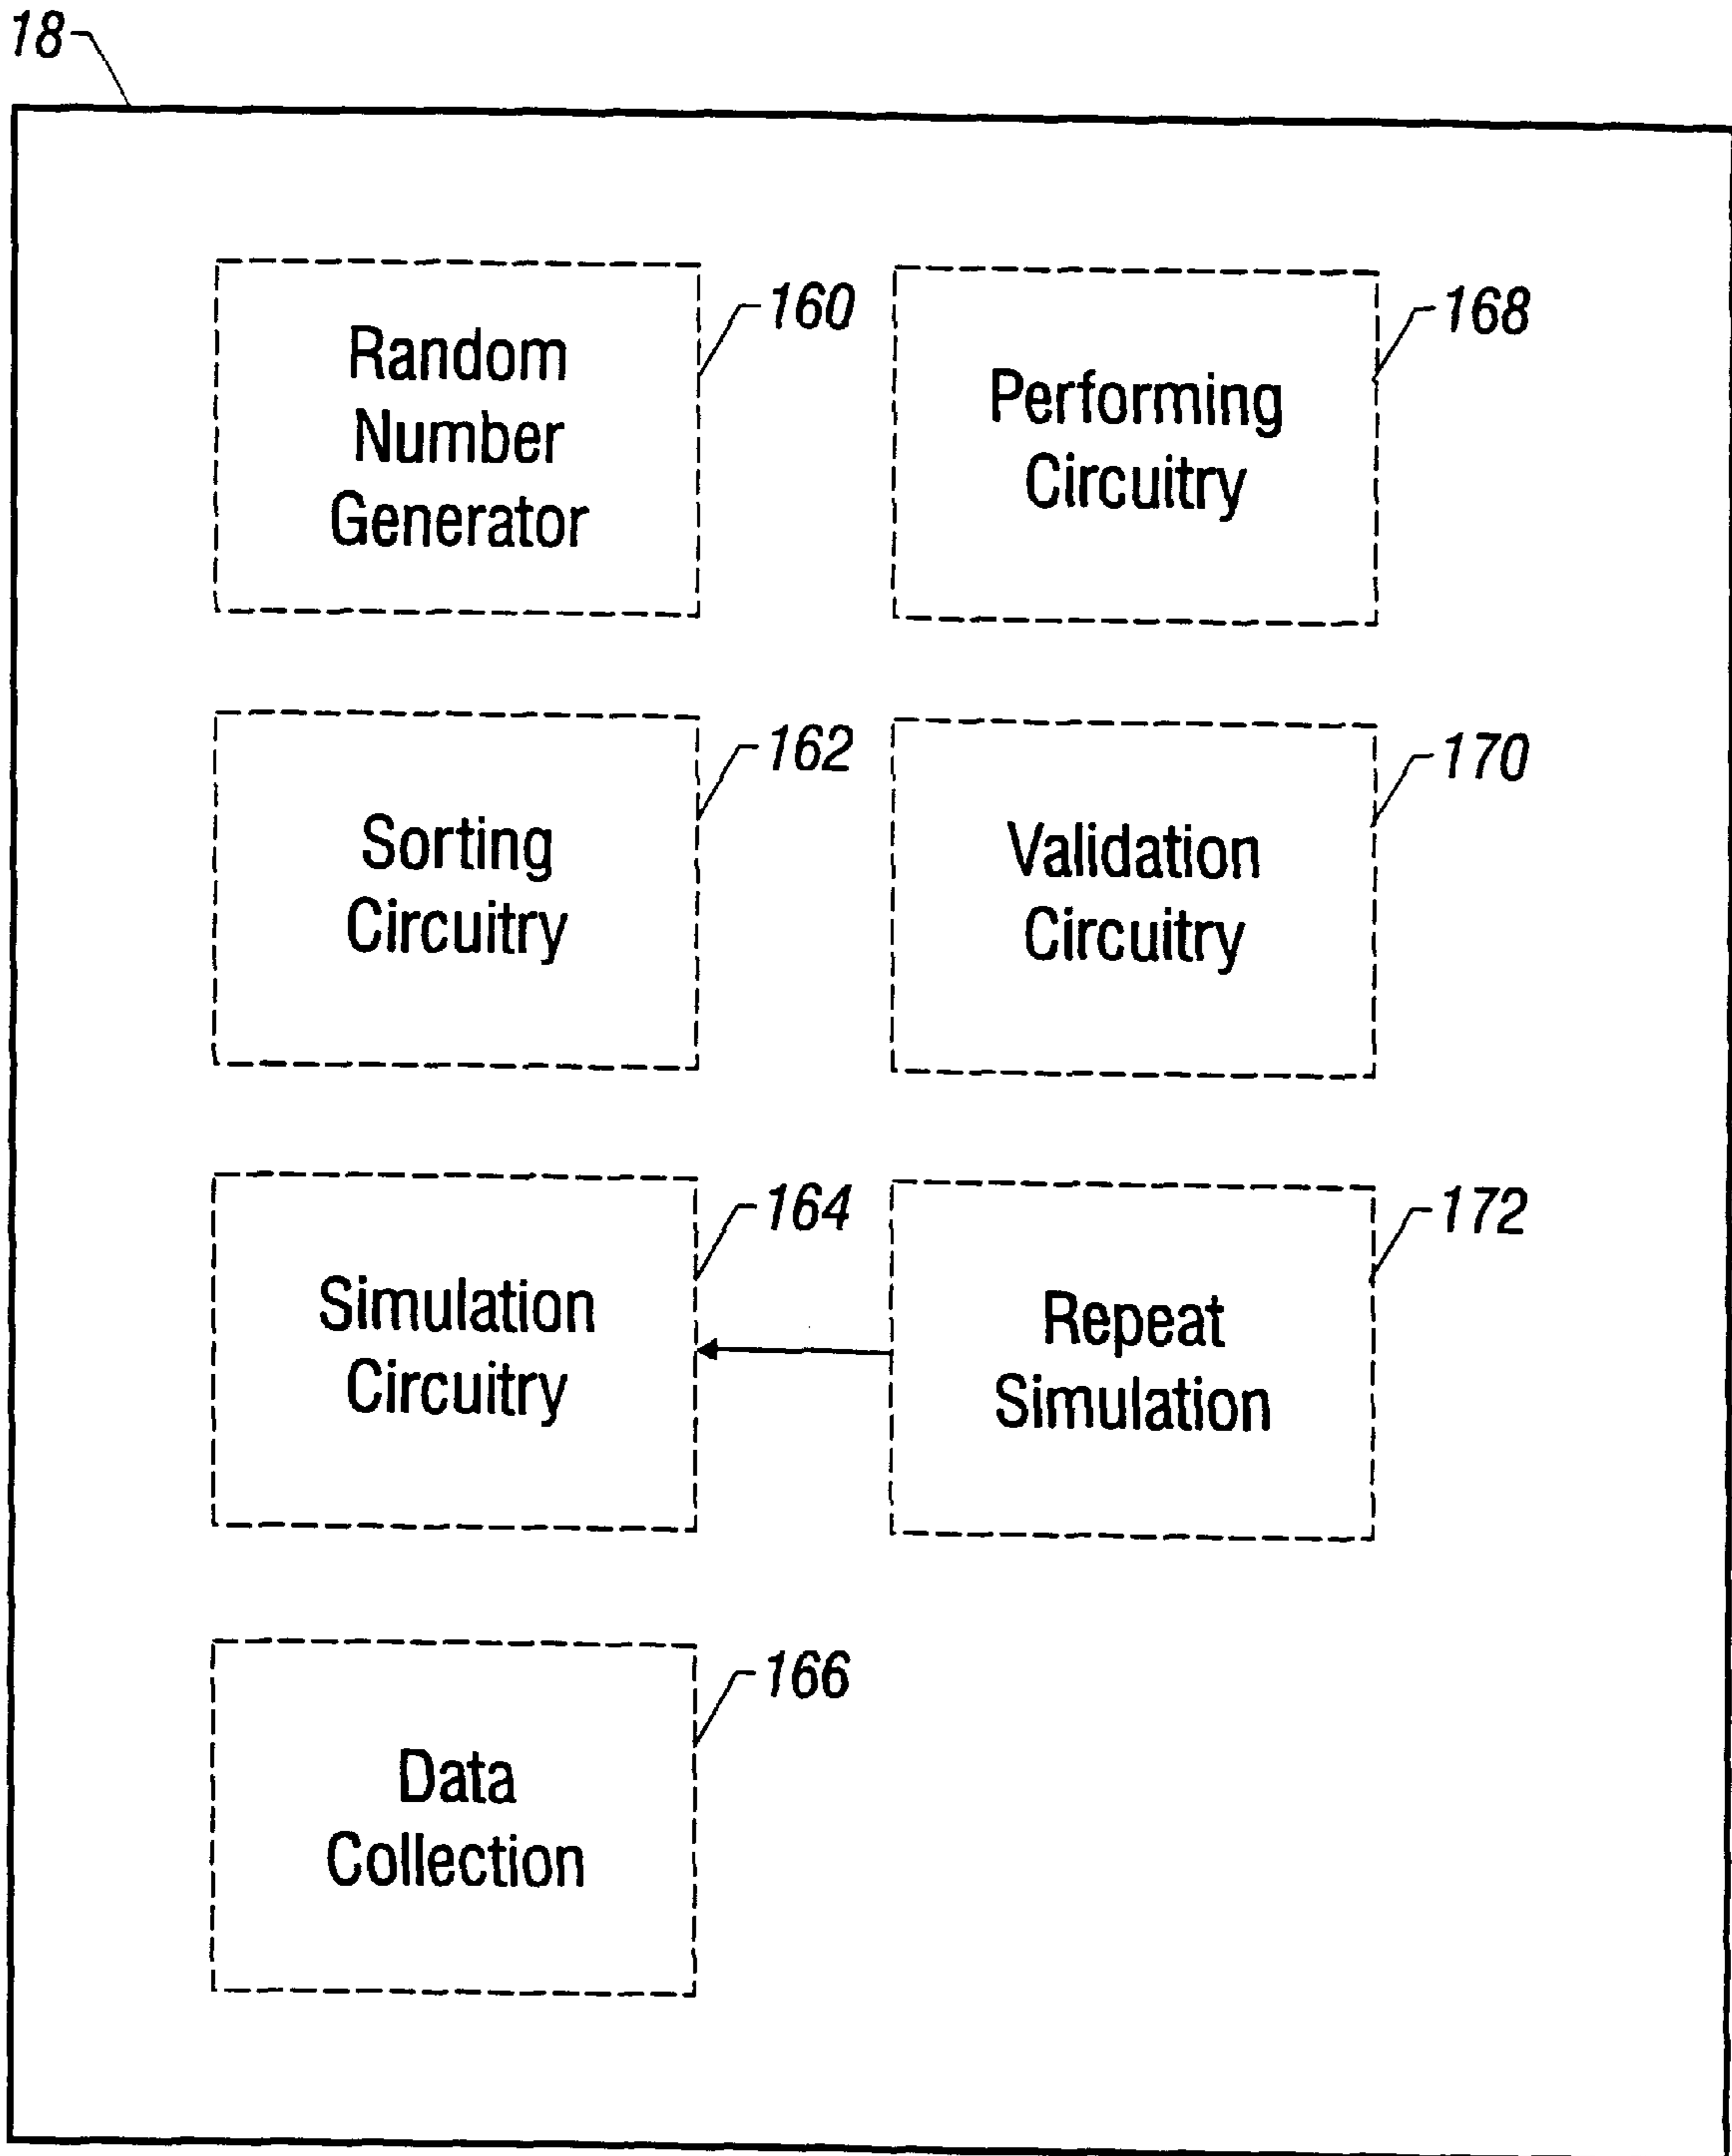 18
Random
Number
Generator
160
Performing
Circuitry
168
Sorting
Circuitry
162
Validation
Circuitry
170
Simulation
Circuitry
164
Repeat
Simulation
172
Data
Collection
166